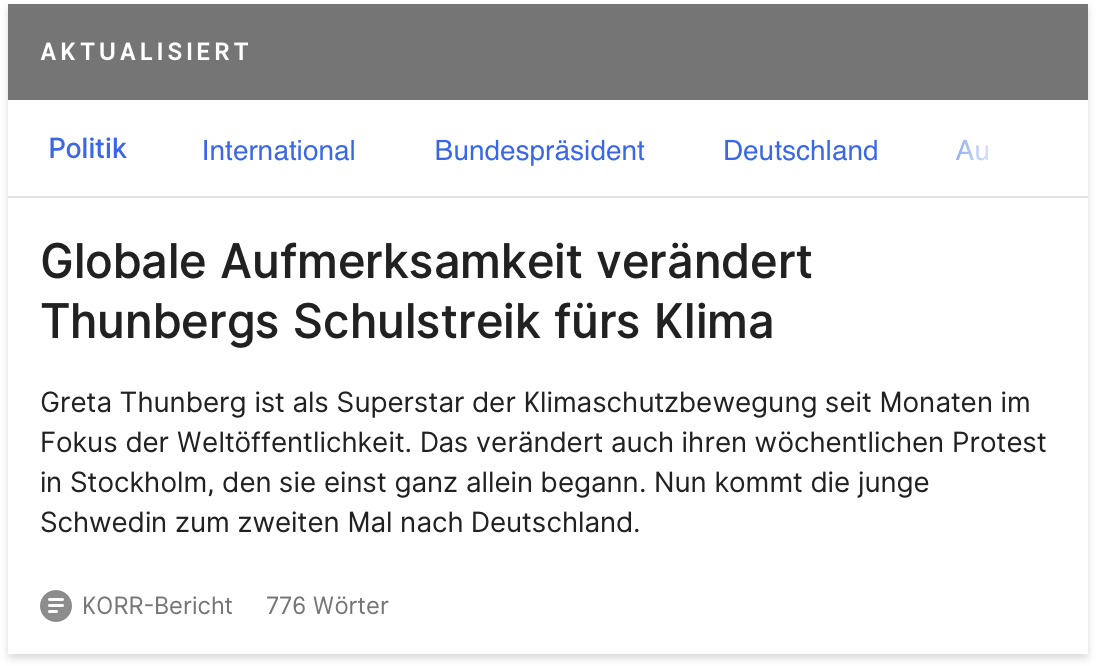 AKTUALISIERT
Politik International Bundespräsident Deutschland Au
Globale Aufmerksamkeit verändert
Thunbergs Schulstreik fürs Klima
Greta Thunberg ist als Superstar der Klimaschutzbewegung seit Monaten im
Fokus der Weltöffentlichkeit. Das verändert auch ihren wöchentlichen Protest
in Stockholm, den sie einst ganz allein begann. Nun kommt die junge
Schwedin zum zweiten Mal nach Deutschland.
KORR-Bericht 776 Wörter